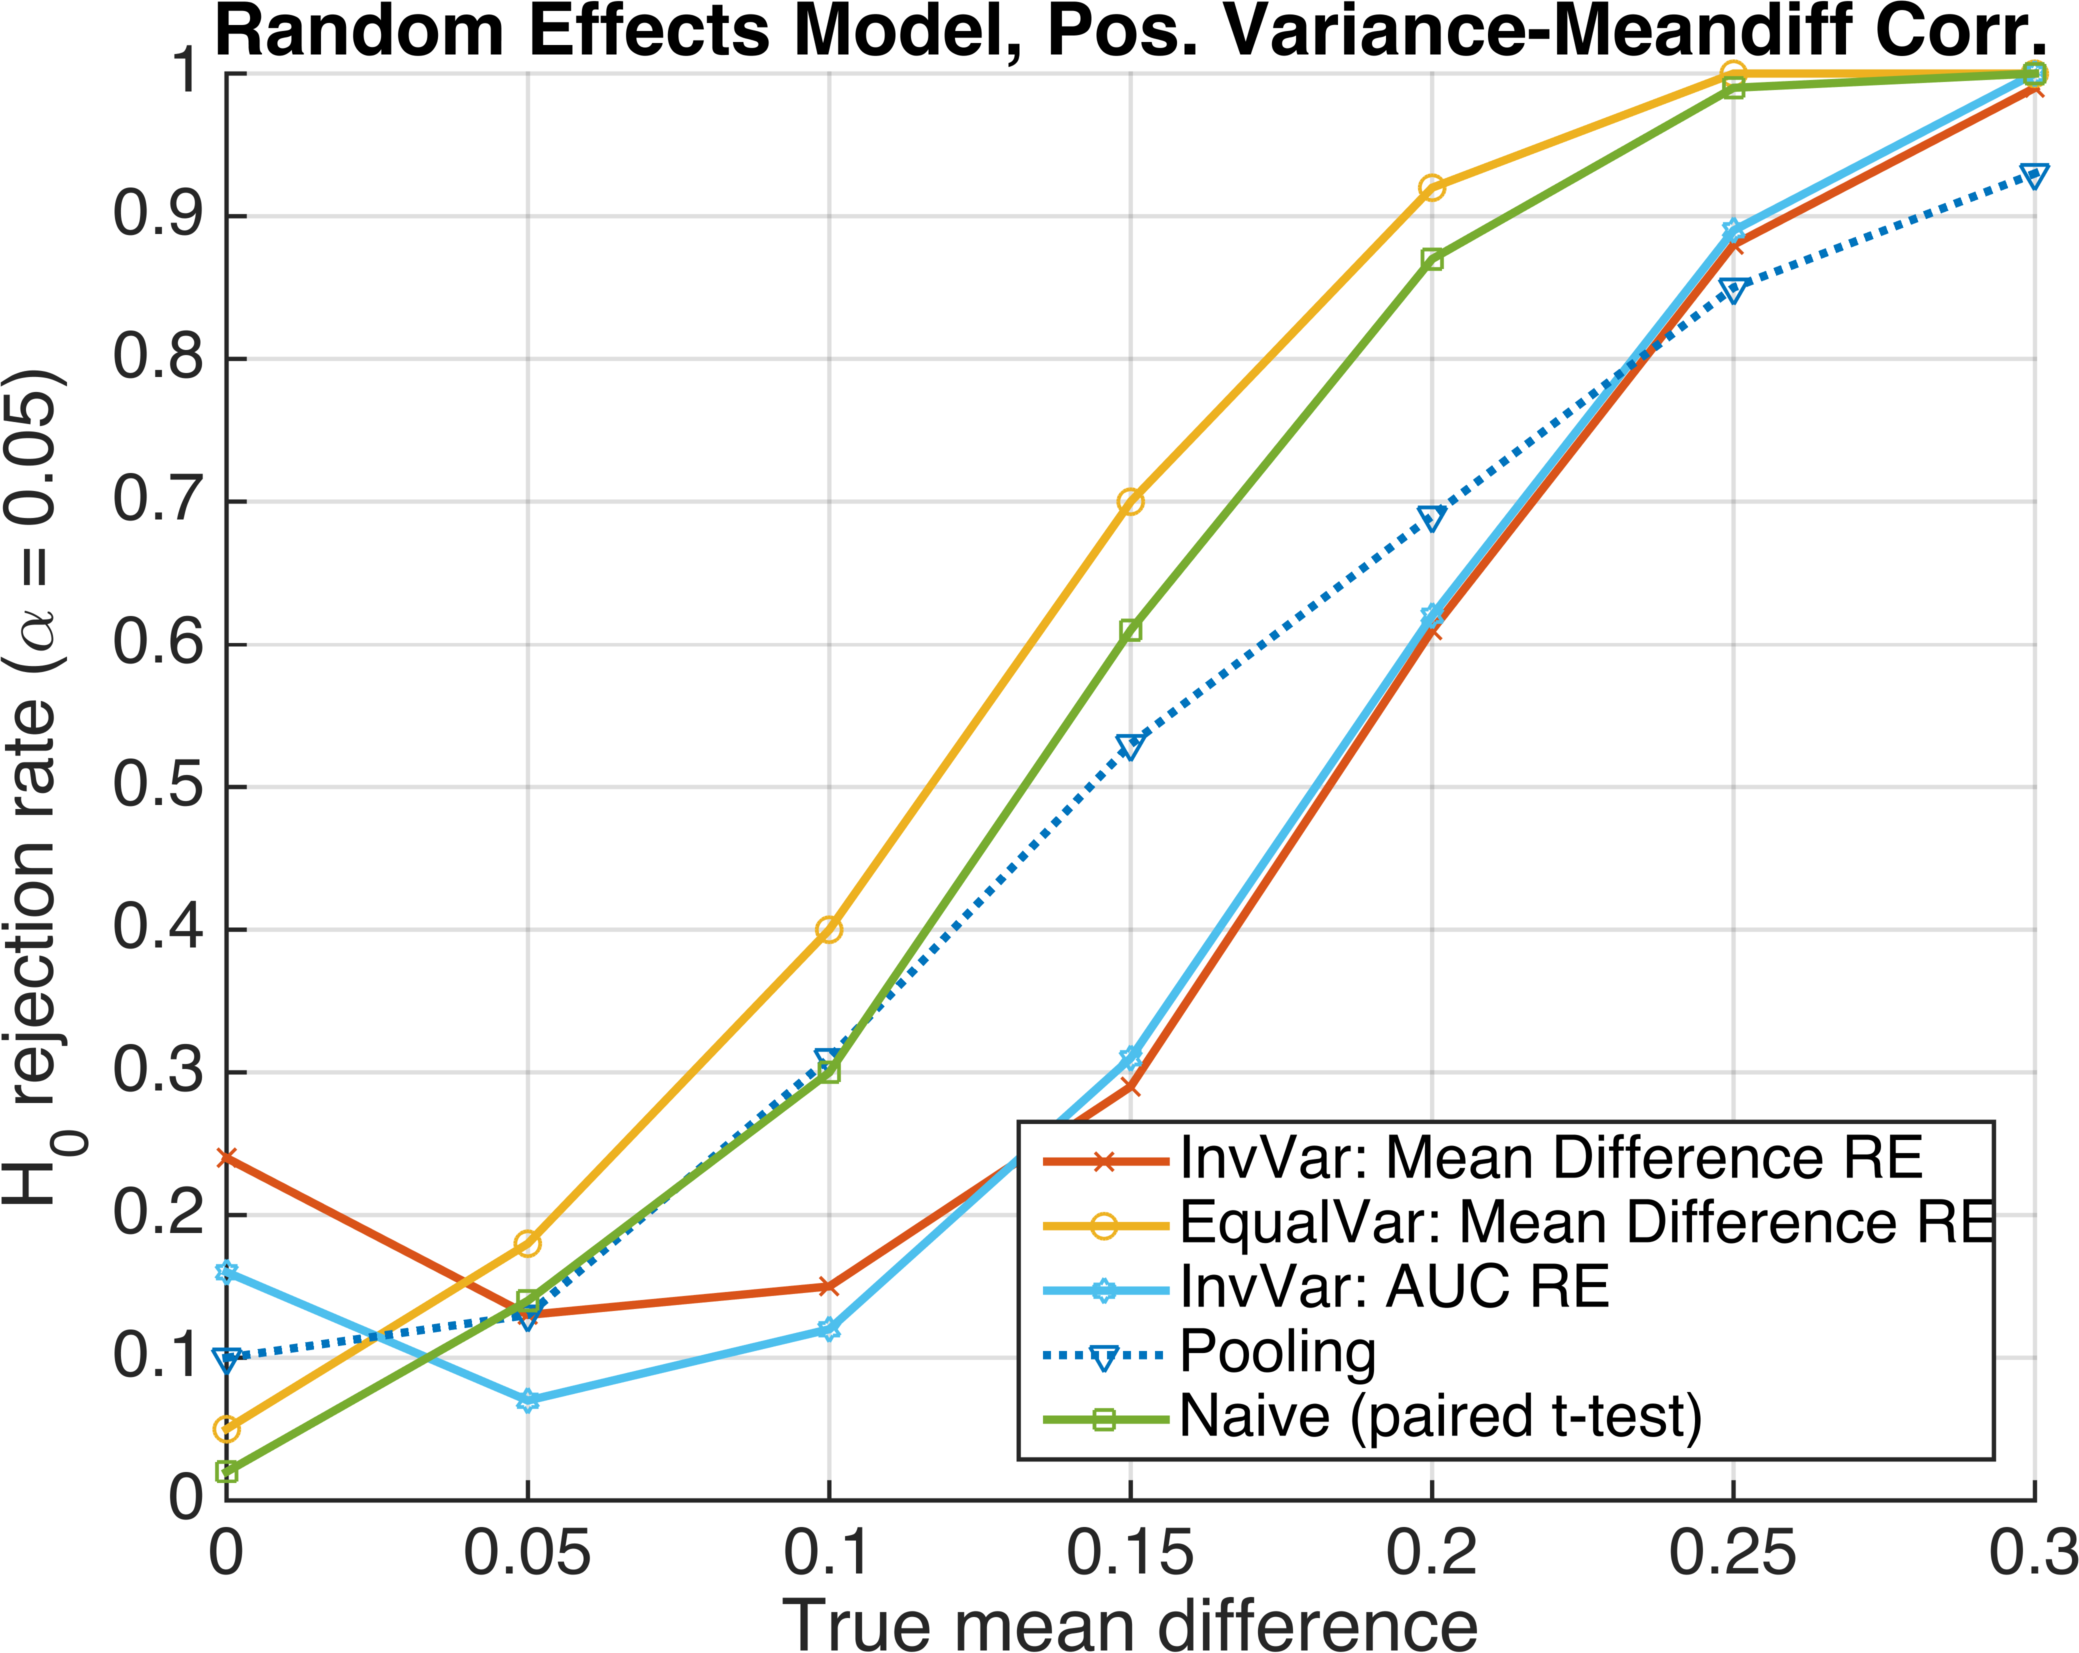 Random Effects Model, Pos. Variance-Meandiff Corr.
1
0.9
0.8
0.7
0.6
0.5
0.4
0.3
0.2
0.1
0
H0 rejection rate (α = 0.05)
InvVar: Mean Difference RE
EqualVar: Mean Difference RE
InvVar: AUC RE
Pooling
Naive (paired t-test)
0 0.05 0.1 0.15 0.2 0.25 0.3
True mean difference